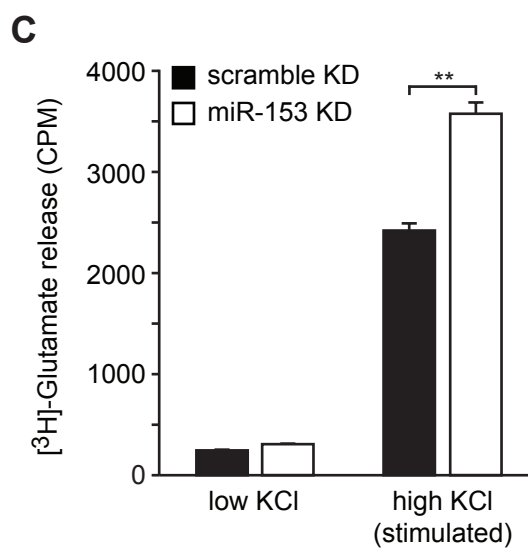 C
[³H]-Glutamate release (CPM)
4000
3000
2000
1000
0
scramble KD
miR-153 KD
**
low KCl
high KCl
(stimulated)